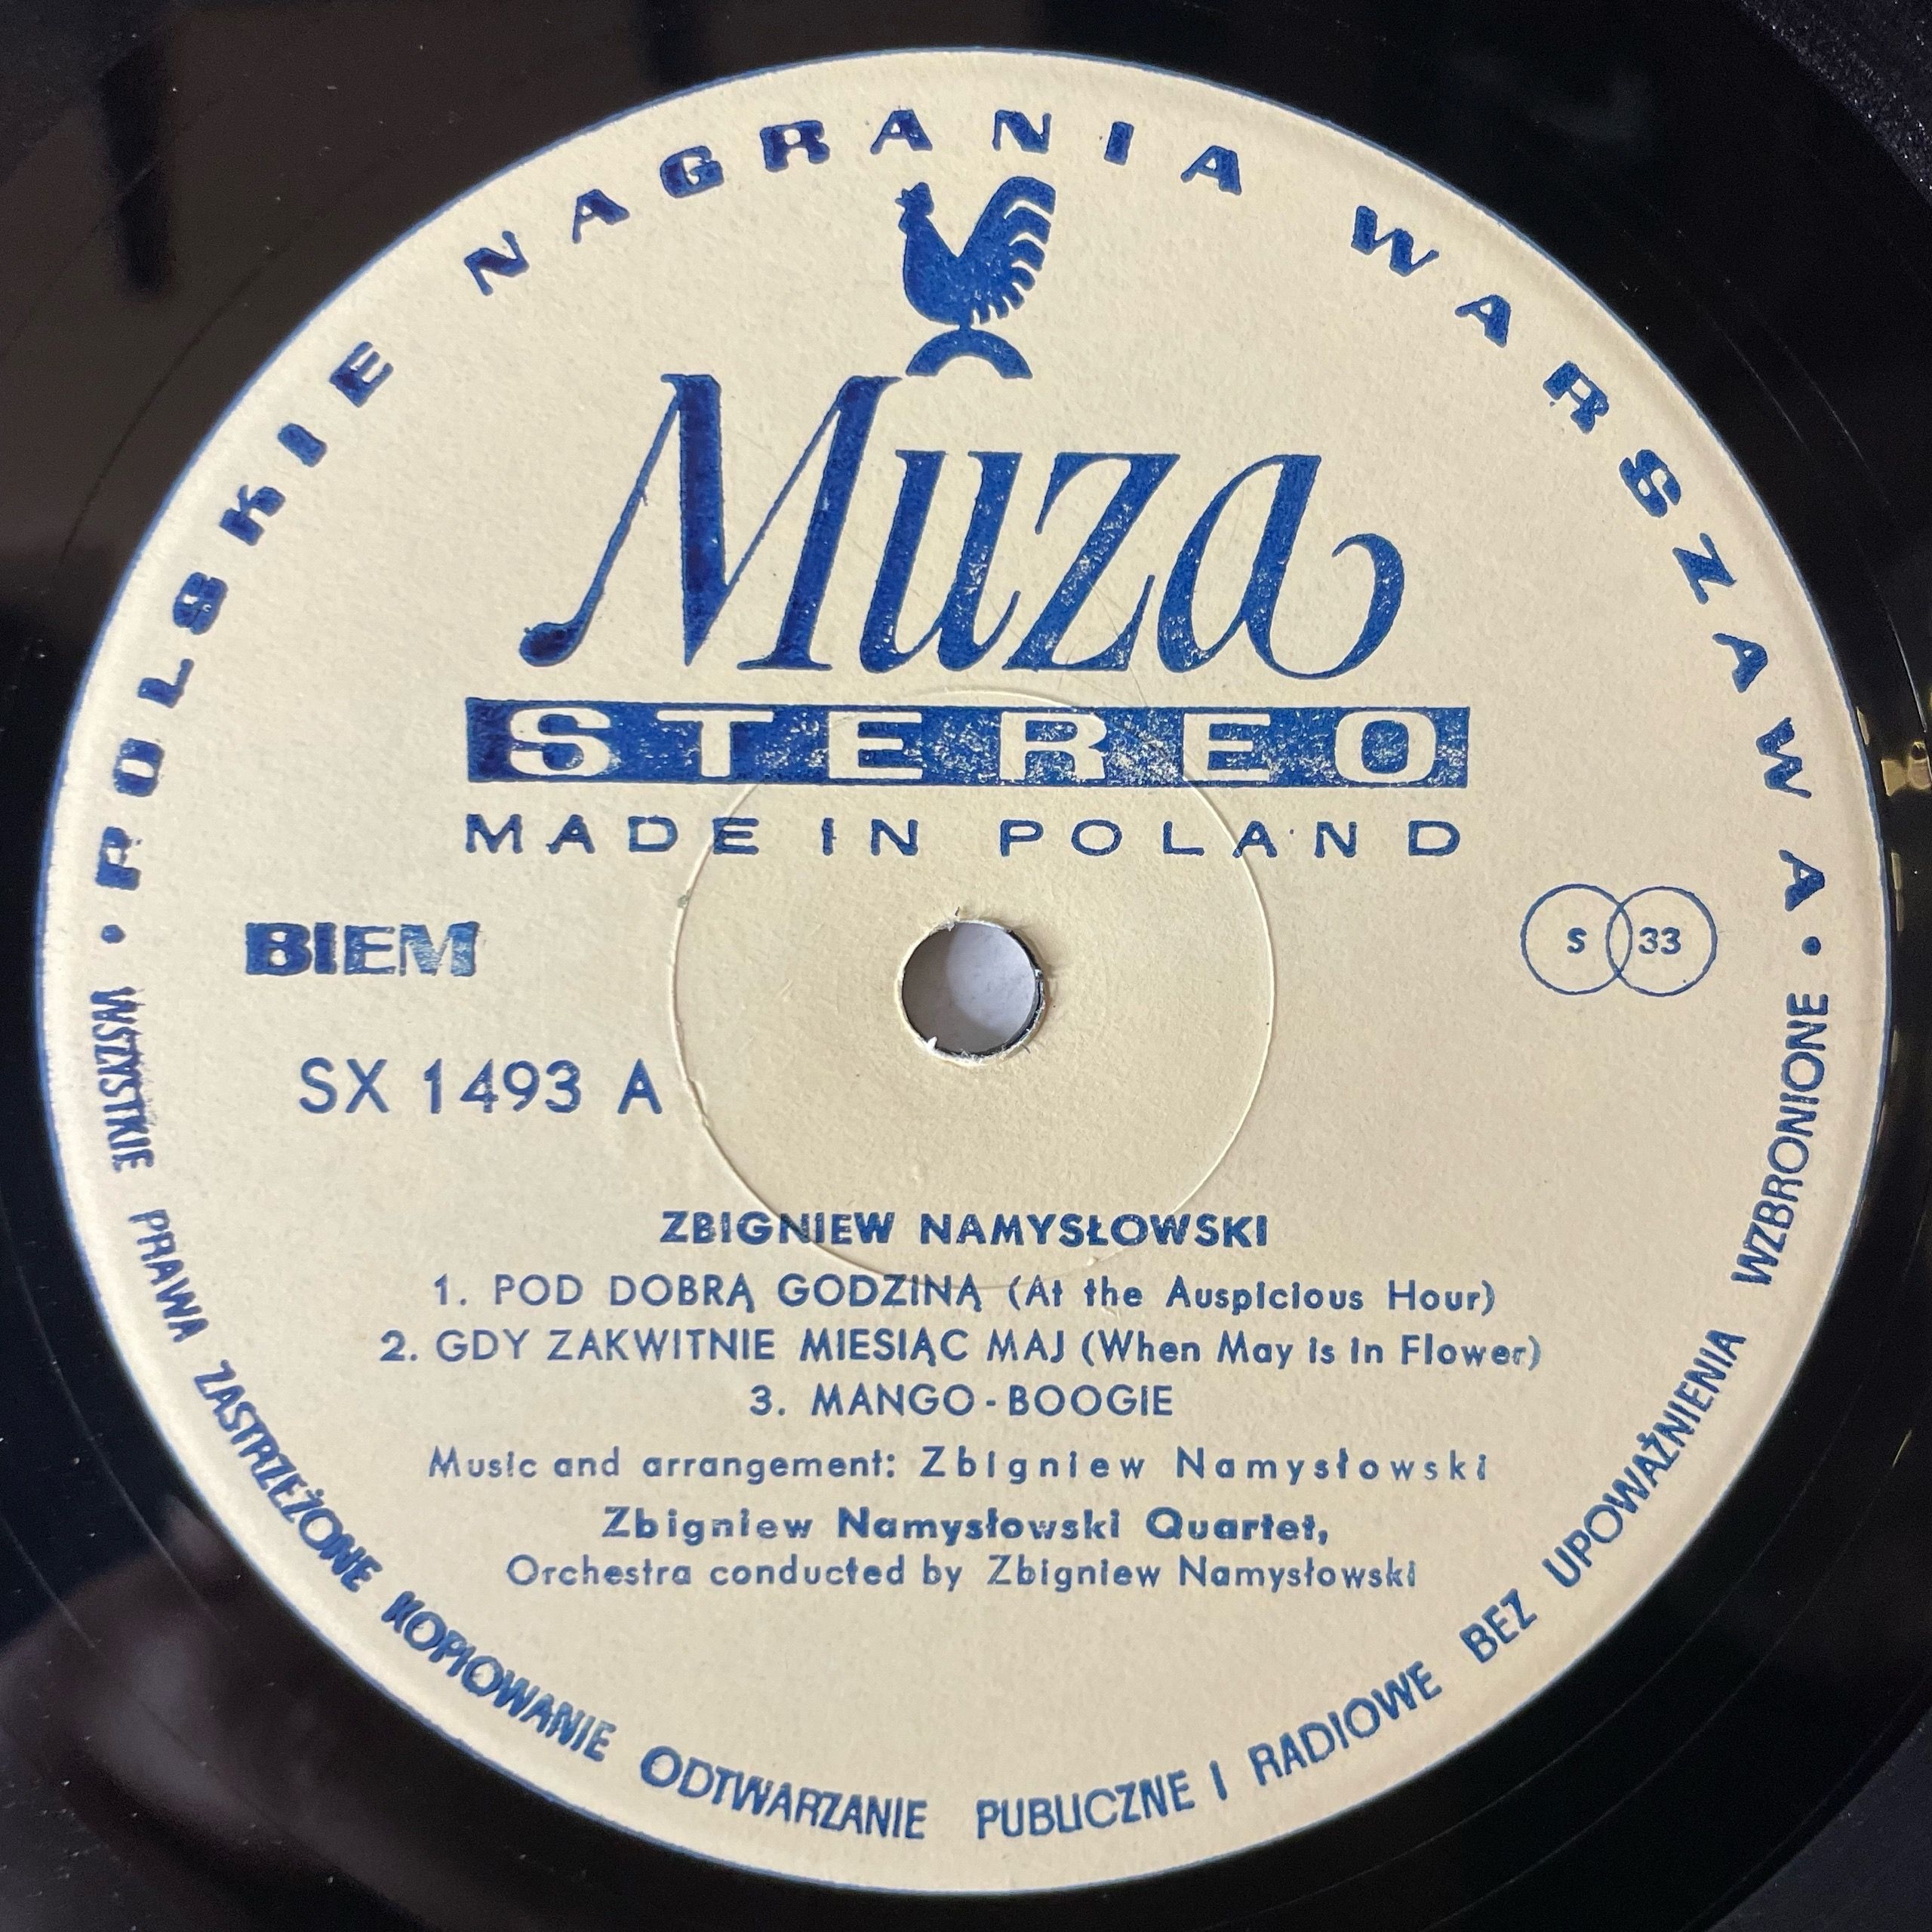 POLSKIE NAGRANIA WARSZAWA
Muza
STEREO
MADE IN POLAND
BIEM
S 33
SX 1493 A
ZBIGNIEW NAMYSŁOWSKI
1. POD DOBRĄ GODZINĄ (At the Auspicious Hour)
2. GDY ZAKWITNIE MIESIĄC MAJ (When May is in Flower)
3. MANGO-BOOGIE
Music and arrangement: Zbigniew Namysłowski
Zbigniew Namysłowski Quartet,
Orchestra conducted by Zbigniew Namysłowski
• WSZYSTKIE PRAWA ZASTRZEŻONE KOPIOWANIE ODTWARZANIE PUBLICZNE I RADIOWE BEZ UPOWAŻNIENIA WZBRONIONE •